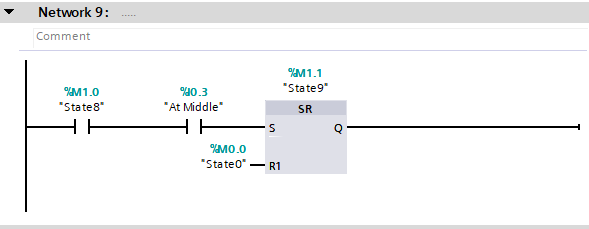 Network 9: .....
Comment
%M1.0
"State8"
%I0.3
"At Middle"
%M1.1
"State9"
SR
S
Q
%M0.0
"State0"
R1